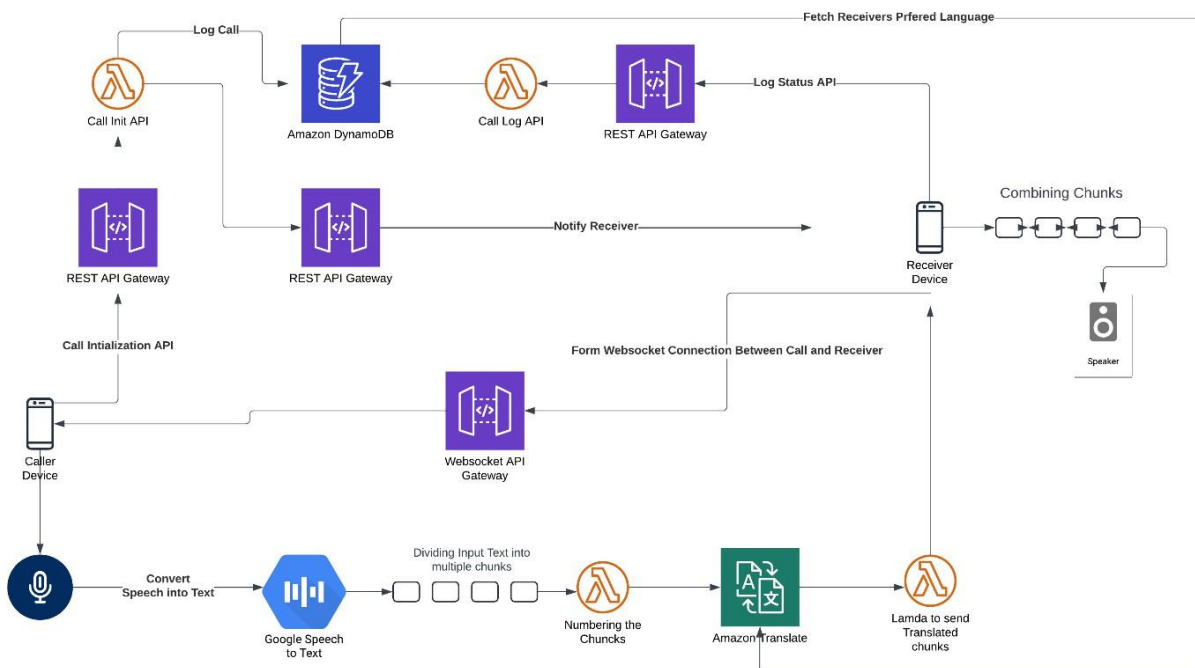 Fetch Receivers Prfered Language
Log Call
Log Status API
Call Init API
Amazon DynamoDB
Call Log API
REST API Gateway
Combining Chunks
REST API Gateway
REST API Gateway
Notify Receiver
Receiver
Device
Call Intialization API
Form Websocket Connection Between Call and Receiver
Speaker
Caller
Device
Websocket API
Gateway
Dividing Input Text into
multiple chunks
Convert
Speech into Text
Google Speech
to Text
Numbering the
Chuncks
Amazon Translate
Lamda to send
Translated
chunks